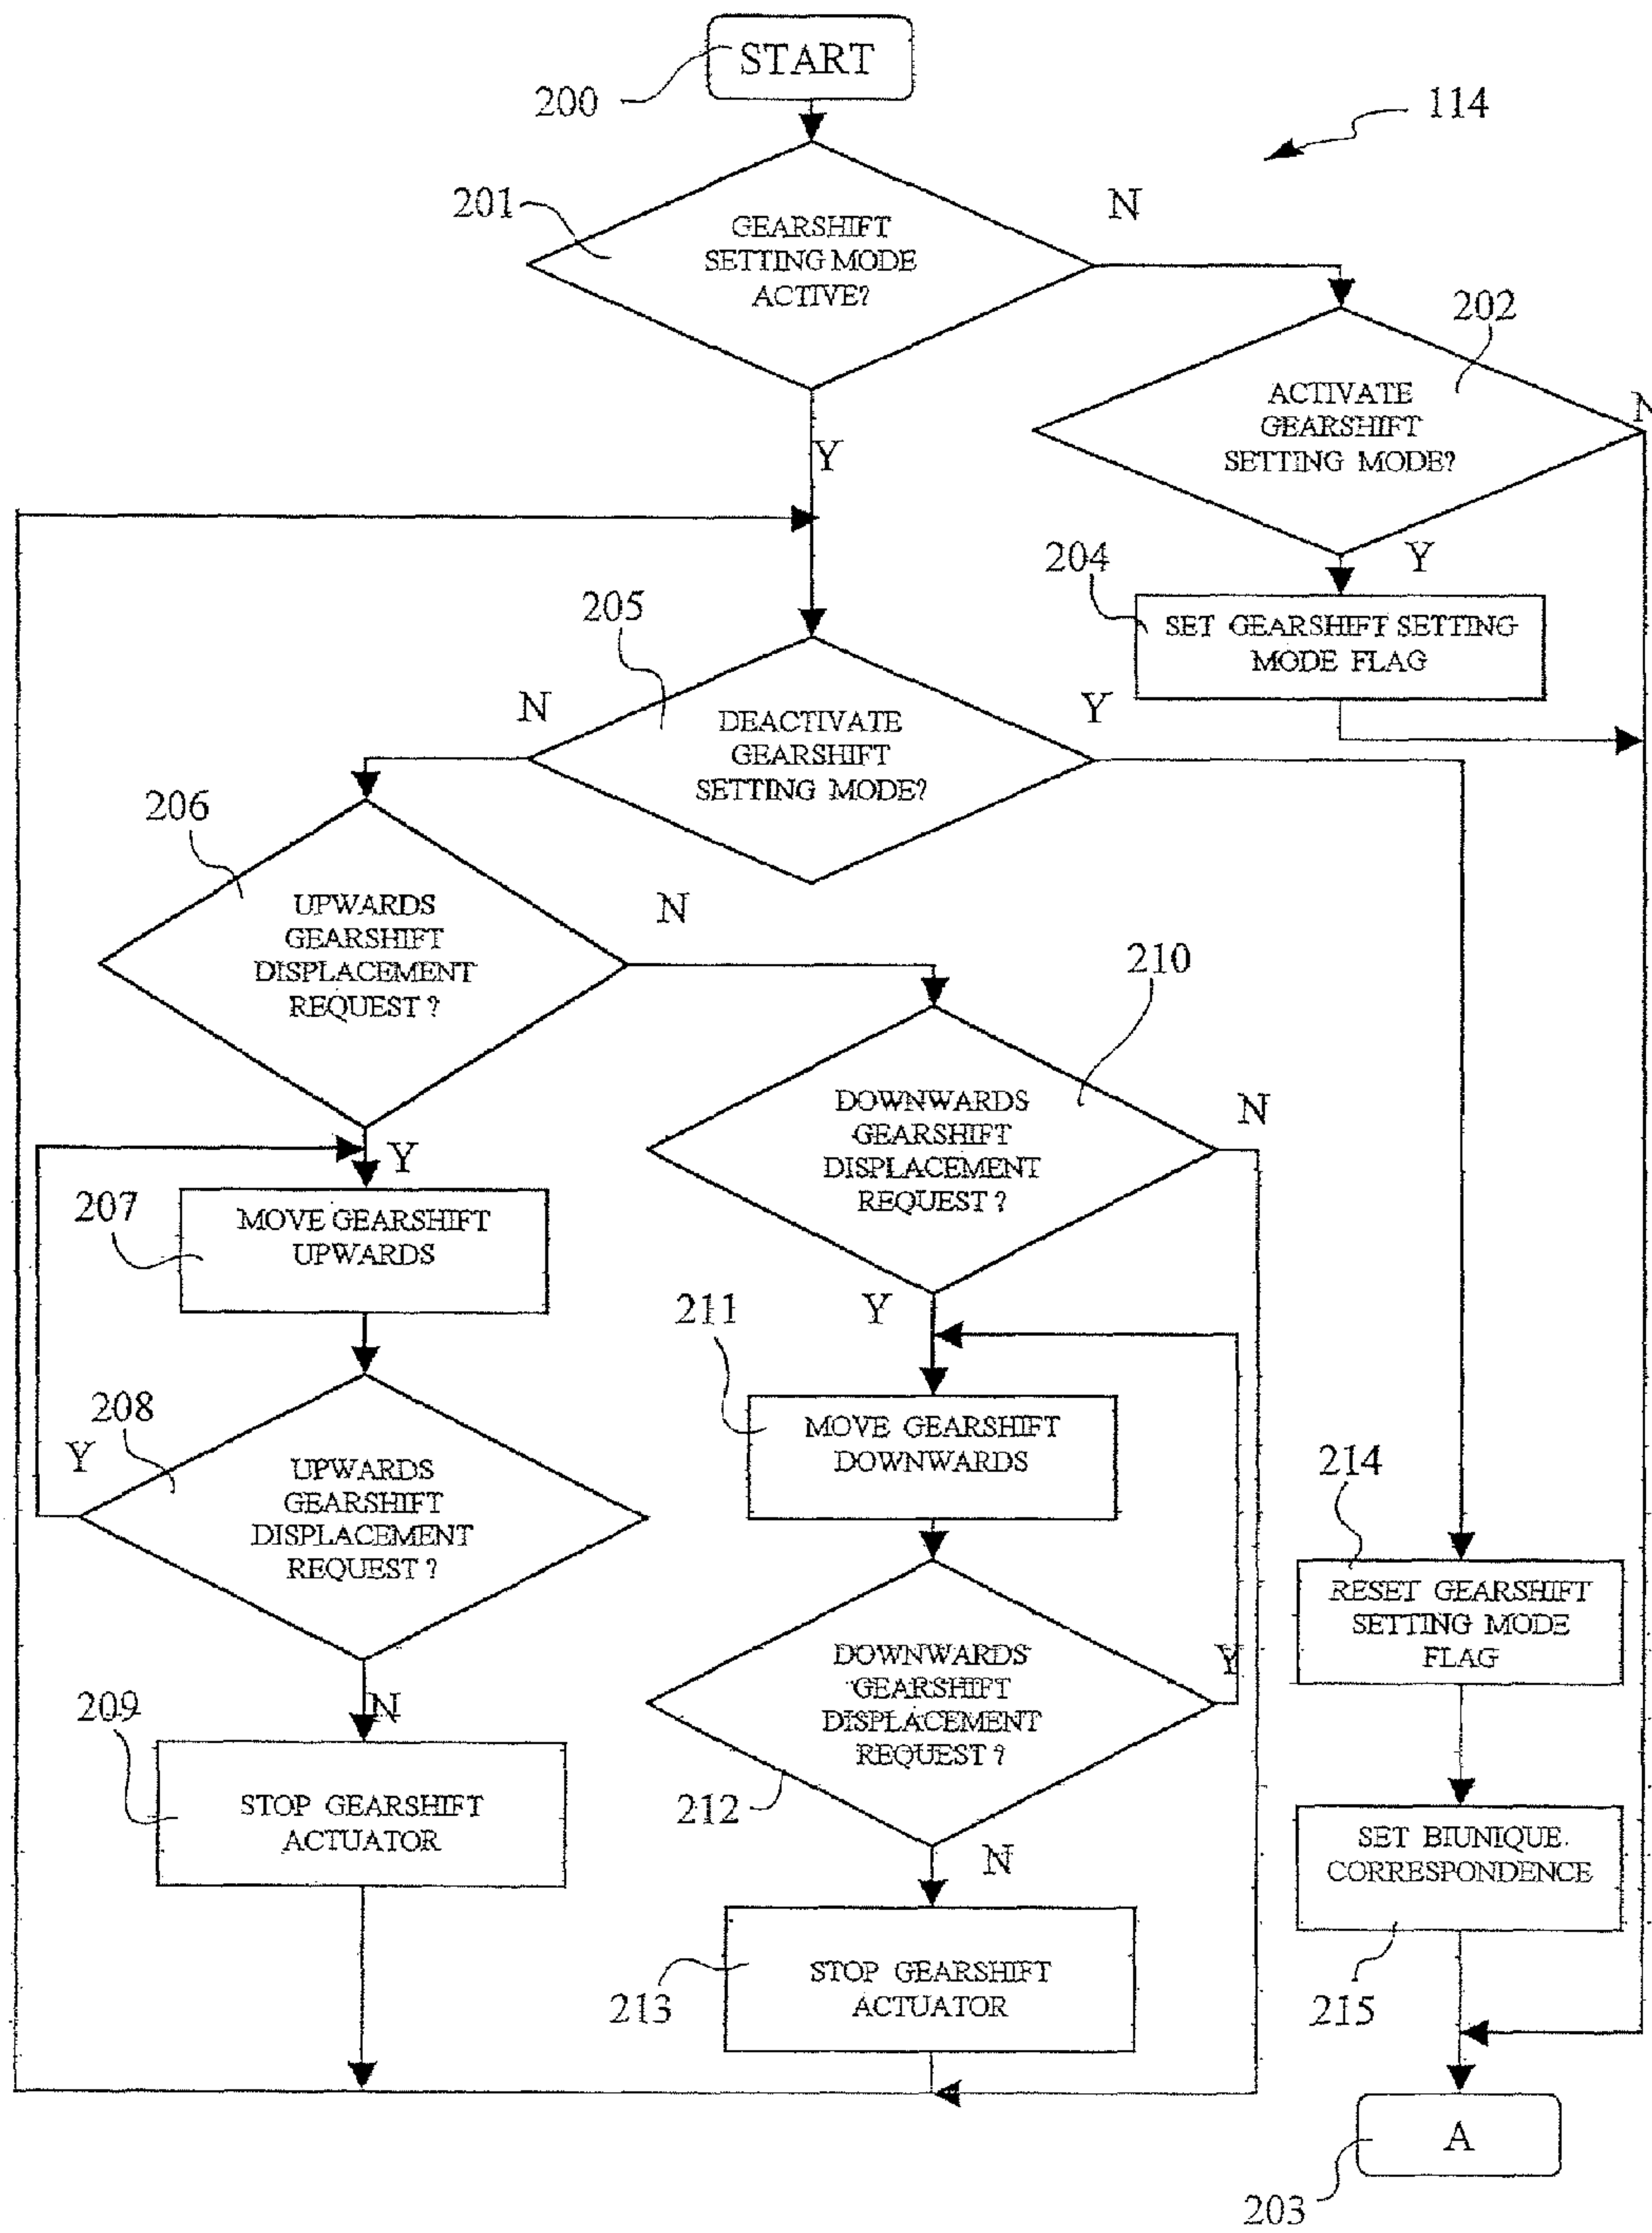 START
200
114
201
GEARSHIFT
SETTING MODE
ACTIVE?
N
202
ACTIVATE
GEARSHIFT
SETTING MODE?
N
Y
Y
204
SET GEARSHIFT SETTING
MODE FLAG
205
N
DEACTIVATE
GEARSHIFT
SETTING MODE?
Y
206
UPWARDS
GEARSHIFT
DISPLACEMENT
REQUEST ?
N
210
DOWNWARDS
GEARSHIFT
DISPLACEMENT
REQUEST ?
N
Y
207
MOVE GEARSHIFT
UPWARDS
Y
211
MOVE GEARSHIFT
DOWNWARDS
208
Y
UPWARDS
GEARSHIFT
DISPLACEMENT
REQUEST ?
214
RESET GEARSHIFT
SETTING MODE
FLAG
DOWNWARDS
GEARSHIFT
DISPLACEMENT
REQUEST ?
Y
212
N
209
STOP GEARSHIFT
ACTUATOR
N
SET BIUNIQUE.
CORRESPONDENCE
213
STOP GEARSHIFT
ACTUATOR
215
A
203